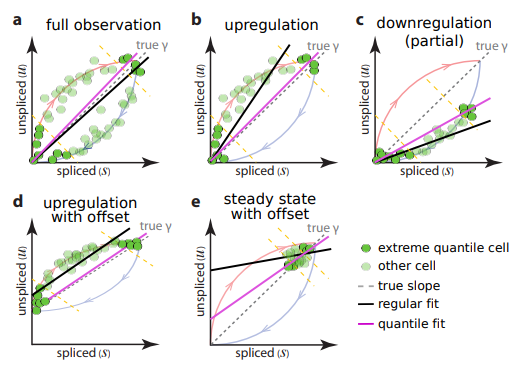 a full observation
true γ
unspliced (u)
spliced (s)
b upregulation
true γ
unspliced (u)
spliced (s)
c downregulation
(partial)
true γ
unspliced (u)
spliced (s)
d upregulation
with offset
true γ
unspliced (u)
spliced (s)
e steady state
with offset
true γ
unspliced (u)
spliced (s)
extreme quantile cell
other cell
true slope
regular fit
quantile fit